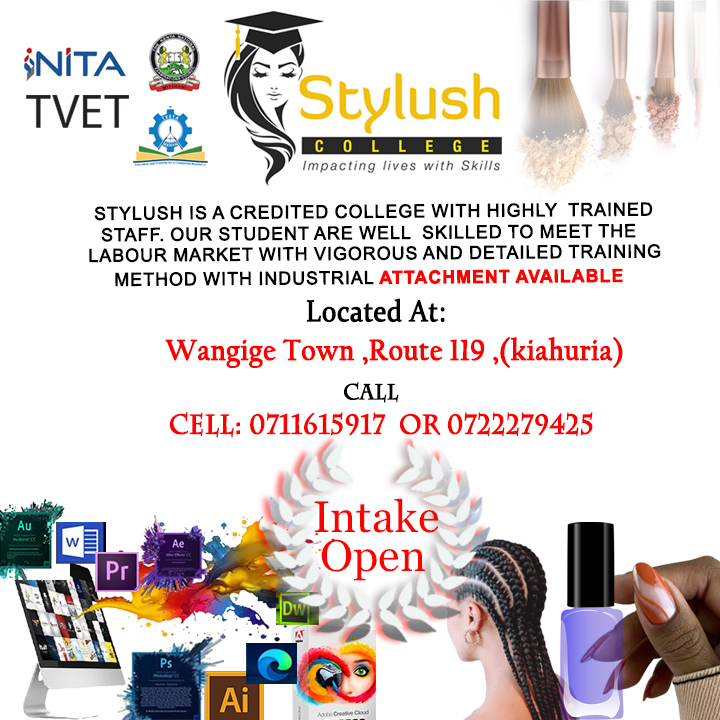 NITA
TVET
Stylush
COLLEGE
Impacting lives with Skills
STYLUSH IS A CREDITED COLLEGE WITH HIGHLY TRAINED
STAFF. OUR STUDENT ARE WELL SKILLED TO MEET THE
LABOUR MARKET WITH VIGOROUS AND DETAILED TRAINING
METHOD WITH INDUSTRIAL ATTACHMENT AVAILABLE
Located At:
Wangige Town ,Route 119 ,(kiahuria)
CALL
CELL: 0711615917 OR 0722279425
Intake
Open
Au
W
Pr
Ae
Dw
Ps
Photoshop CC
Ai
Adobe Creative Cloud